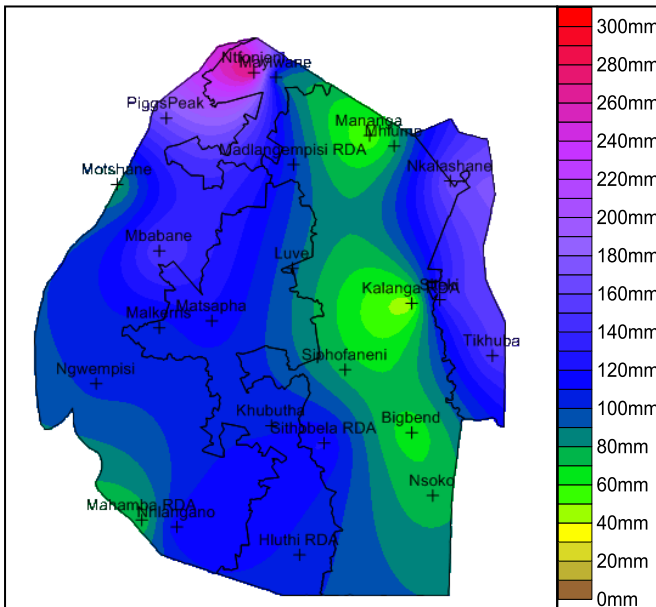 Ntfonjeni
Mayiwane
PiggsPeak
Mananga
Mhlume
Madlangempisi RDA
Nkalashane
Motshane
Mbabane
Luve
Kalanga RDA
Siteki
Malkerns
Matsapha
Siphofaneni
Tikhuba
Ngwempisi
Khubutha
Sithobela RDA
Bigbend
Nsoko
Mahamba RDA
Nhlangano
Hluthi RDA
300mm
280mm
260mm
240mm
220mm
200mm
180mm
160mm
140mm
120mm
100mm
80mm
60mm
40mm
20mm
0mm